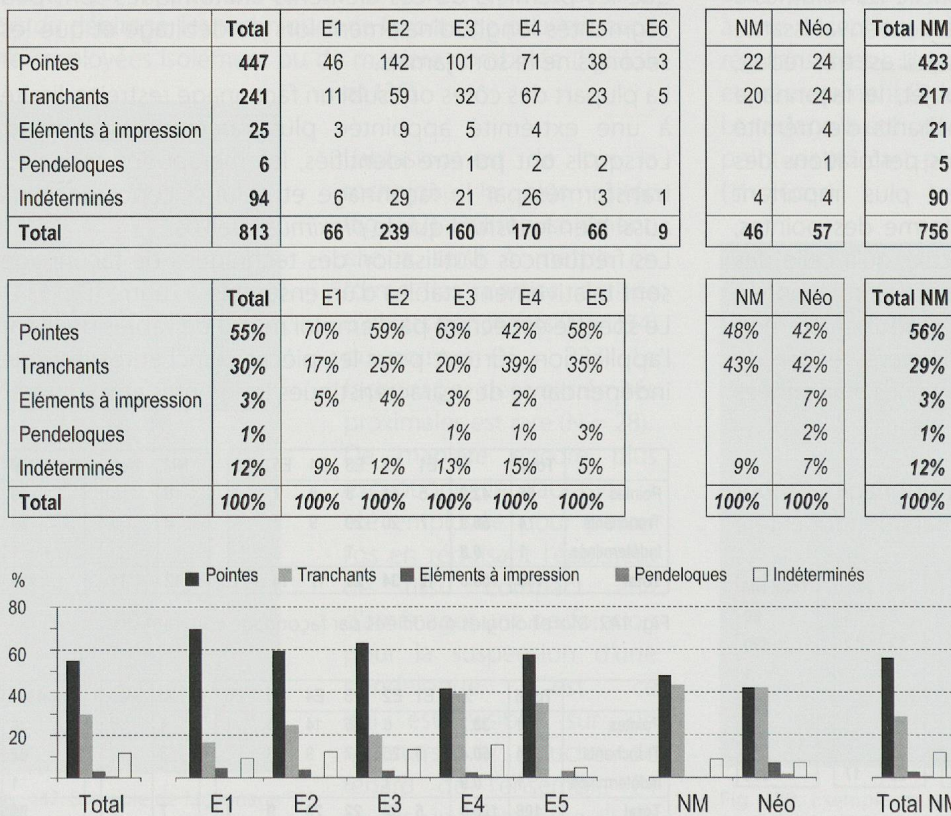 Total E1 E2 E3 E4 E5 E6 NM Néo Total NM
Pointes 447 46 142 101 71 38 3 22 24 423
Tranchants 241 11 59 32 67 23 5 20 24 217
Eléments à impression 25 3 9 5 4 4 21
Pendeloques 6 1 2 2 1 5
Indéterminés 94 6 29 21 26 3 1 4 4 90
Total 813 66 239 160 170 66 9 46 57 756
Total E1 E2 E3 E4 E5 NM Néo Total NM
Pointes 55% 70% 59% 63% 42% 58% 48% 42% 56%
Tranchants 30% 17% 25% 20% 39% 35% 43% 42% 29%
Eléments à impression 3% 5% 4% 3% 2% 7% 3%
Pendeloques 1% 1% 1% 3% 2% 1%
Indéterminés 12% 9% 12% 13% 15% 5% 9% 7% 12%
Total 100% 100% 100% 100% 100% 100% 100% 100% 100%
% Pointes Tranchants Eléments à impression Pendeloques Indéterminés
80
60
40
20
Total E1 E2 E3 E4 E5 NM Néo Total NM